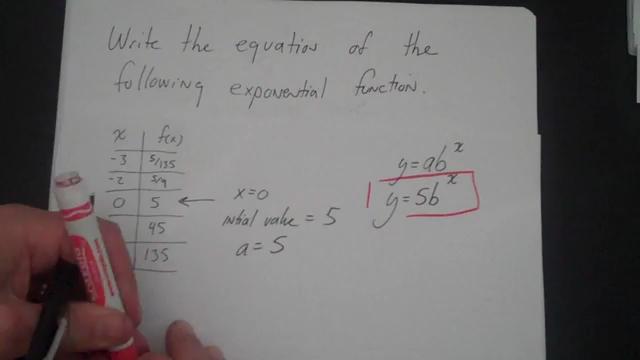 Write the equation of the
following exponential function.
x f(x)
-3 5/135
-2 5/9
0 5
45
135
x=0
initial value = 5
a=5
y=ab^x
y=5b^x